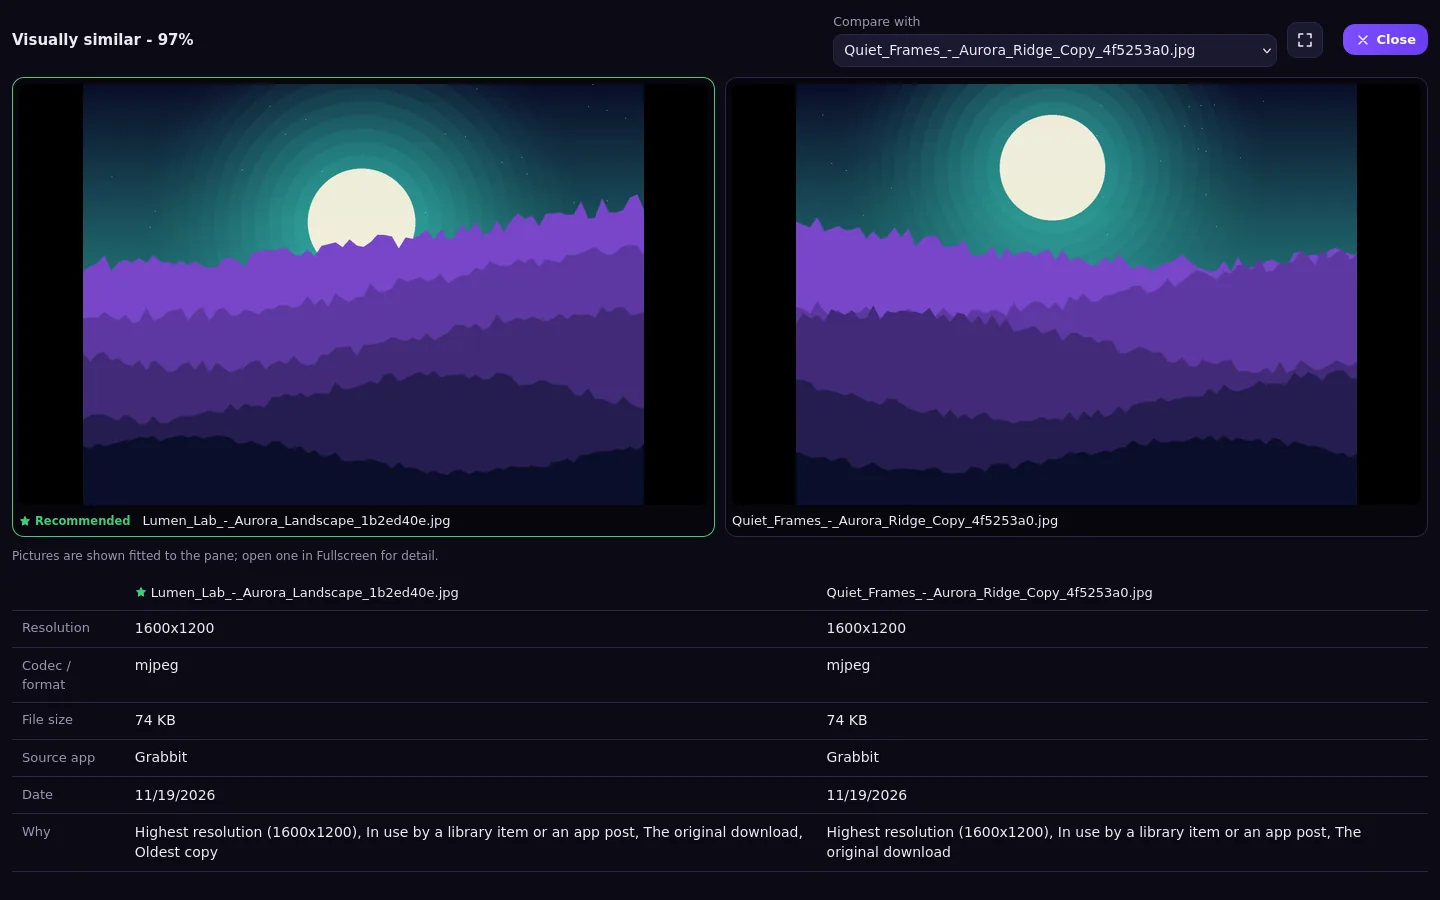 Visually similar - 97%
Compare with
Quiet_Frames_-_Aurora_Ridge_Copy_4f5253a0.jpg
Close
Recommended Lumen_Lab_-_Aurora_Landscape_1b2ed40e.jpg
Quiet_Frames_-_Aurora_Ridge_Copy_4f5253a0.jpg
Pictures are shown fitted to the pane; open one in Fullscreen for detail.
Lumen_Lab_-_Aurora_Landscape_1b2ed40e.jpg Quiet_Frames_-_Aurora_Ridge_Copy_4f5253a0.jpg
Resolution 1600x1200 1600x1200
Codec / format mjpeg mjpeg
File size 74 KB 74 KB
Source app Grabbit Grabbit
Date 11/19/2026 11/19/2026
Why Highest resolution (1600x1200), In use by a library item or an app post, The original download, Oldest copy
Highest resolution (1600x1200), In use by a library item or an app post, The original download